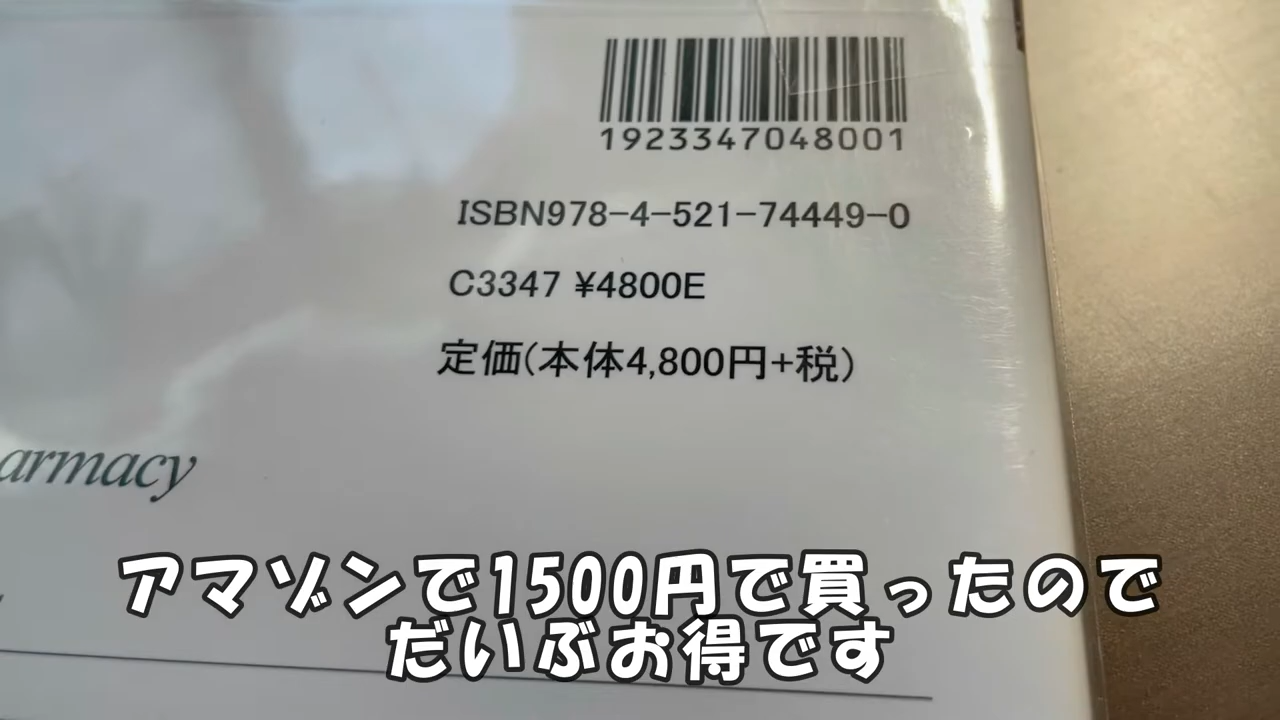 1923347048001
ISBN978-4-521-74449-0
C3347 ¥4800E
定価(本体4,800円+税)
armacy
アマゾンで1500円で買ったので
だいぶお得です